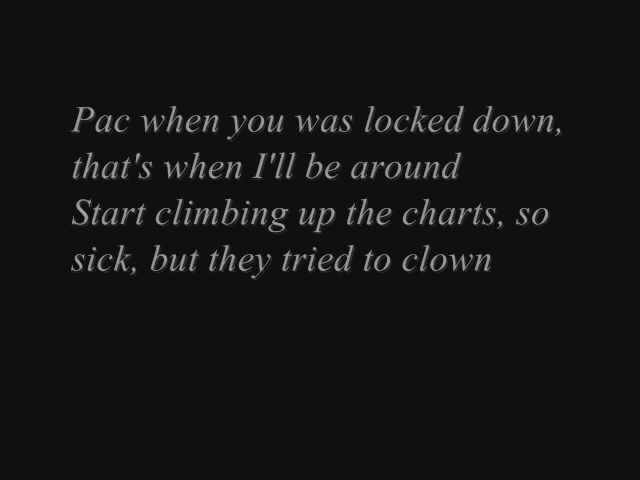 Pac when you was locked down,
that's when I'll be around
Start climbing up the charts, so
sick, but they tried to clown